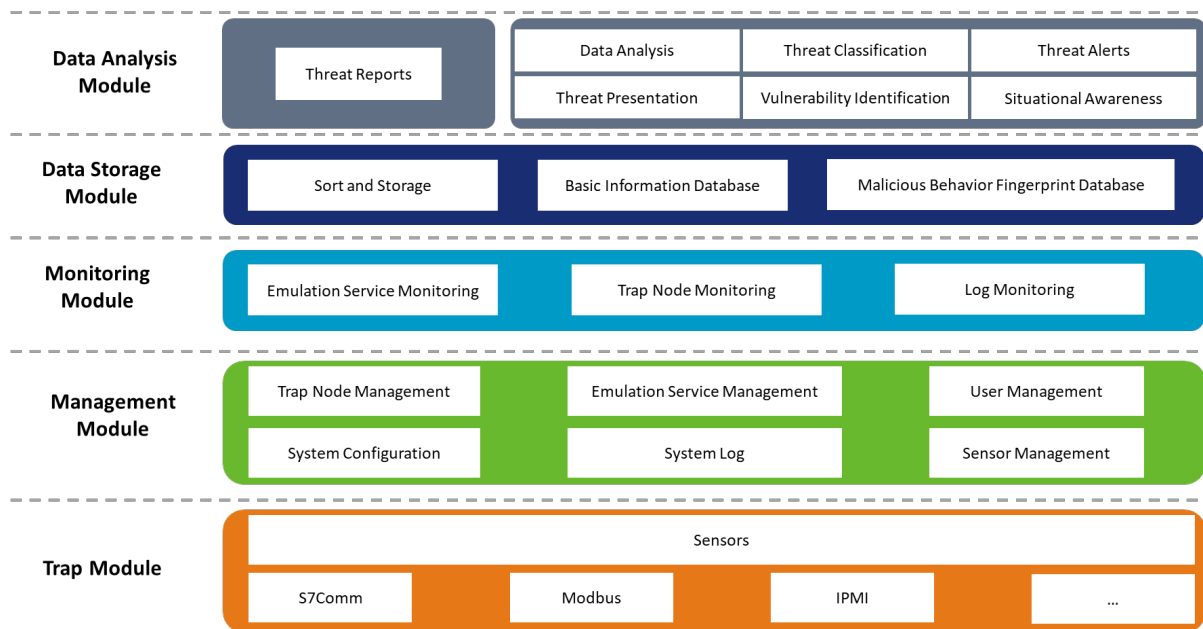 Data Analysis
Module
Threat Reports
Data Analysis
Threat Classification
Threat Alerts
Threat Presentation
Vulnerability Identification
Situational Awareness
Data Storage
Module
Sort and Storage
Basic Information Database
Malicious Behavior Fingerprint Database
Monitoring
Module
Emulation Service Monitoring
Trap Node Monitoring
Log Monitoring
Management
Module
Trap Node Management
Emulation Service Management
User Management
System Configuration
System Log
Sensor Management
Trap Module
Sensors
S7Comm
Modbus
IPMI
...